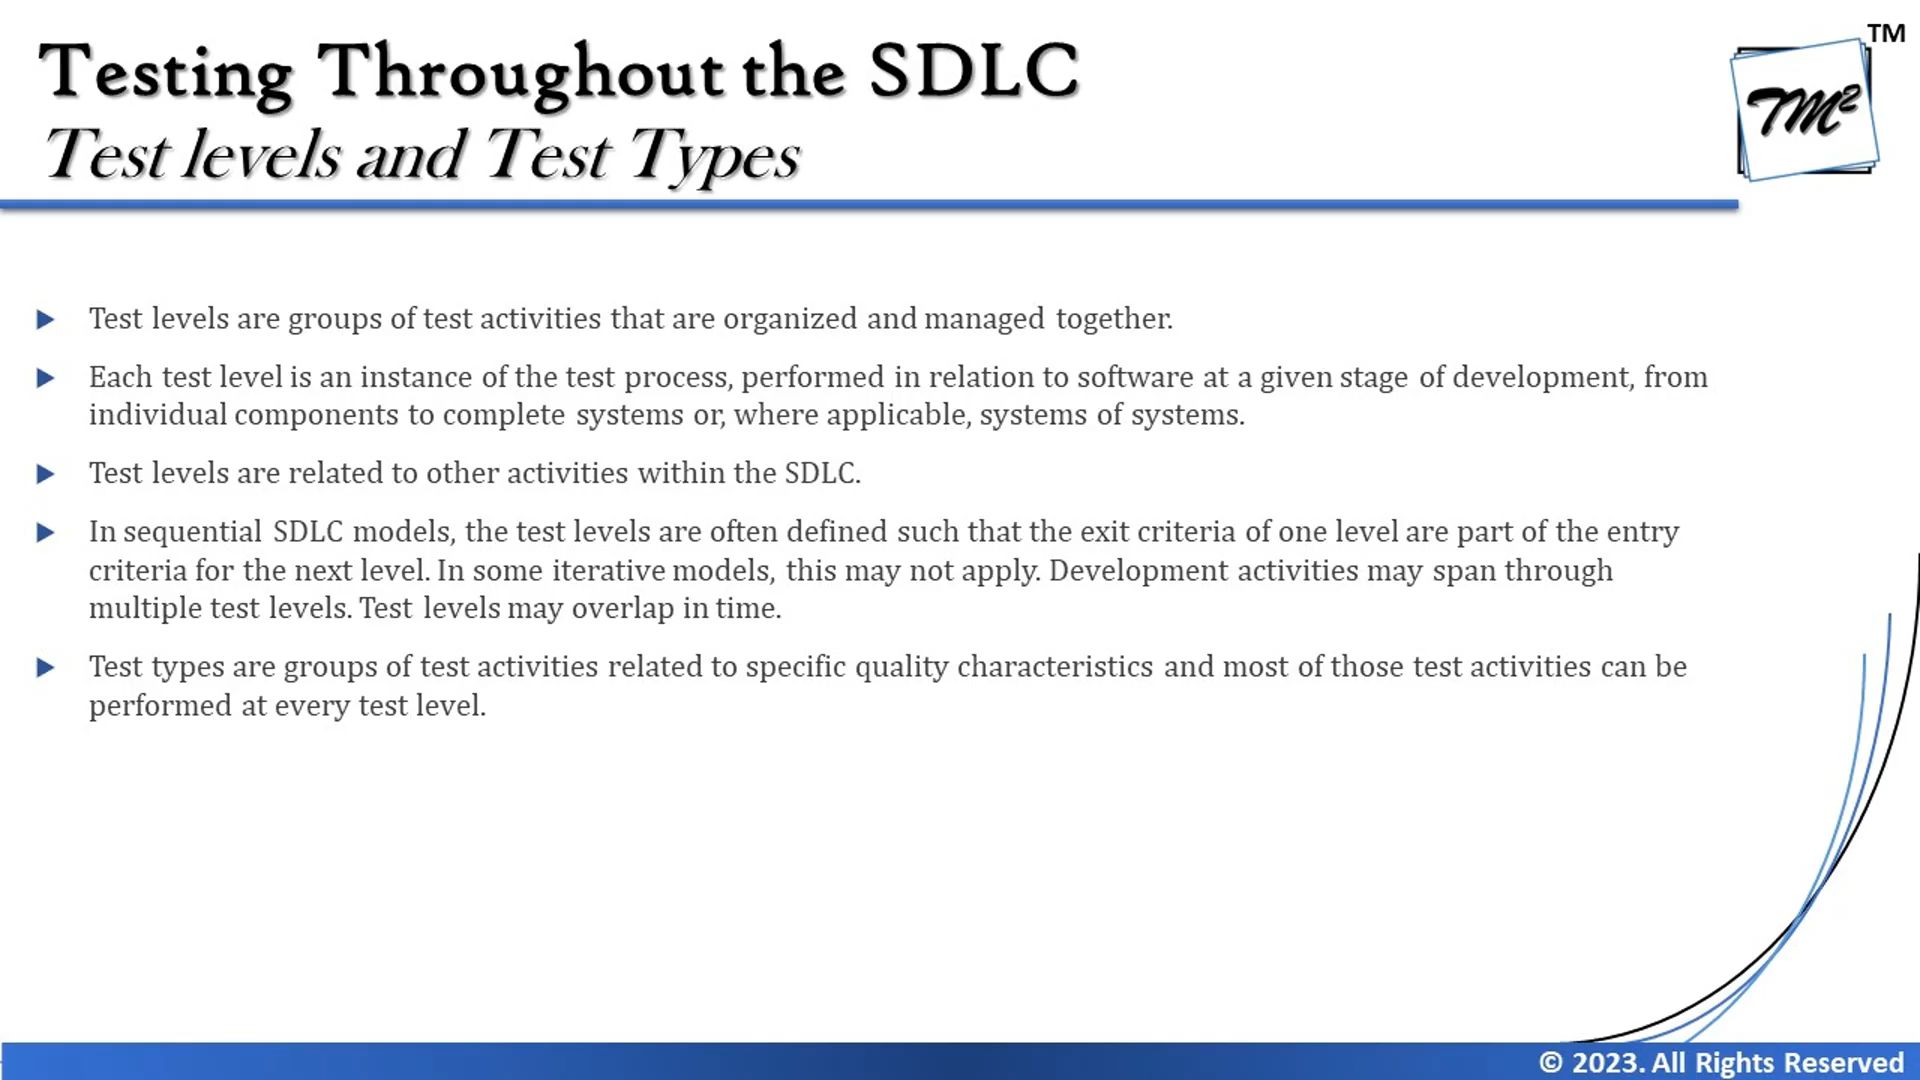 Testing Throughout the SDLC
Test levels and Test Types
TM
TM²
Test levels are groups of test activities that are organized and managed together.
Each test level is an instance of the test process, performed in relation to software at a given stage of development, from
individual components to complete systems or, where applicable, systems of systems.
Test levels are related to other activities within the SDLC.
In sequential SDLC models, the test levels are often defined such that the exit criteria of one level are part of the entry
criteria for the next level. In some iterative models, this may not apply. Development activities may span through
multiple test levels. Test levels may overlap in time.
Test types are groups of test activities related to specific quality characteristics and most of those test activities can be
performed at every test level.
© 2023. All Rights Reserved